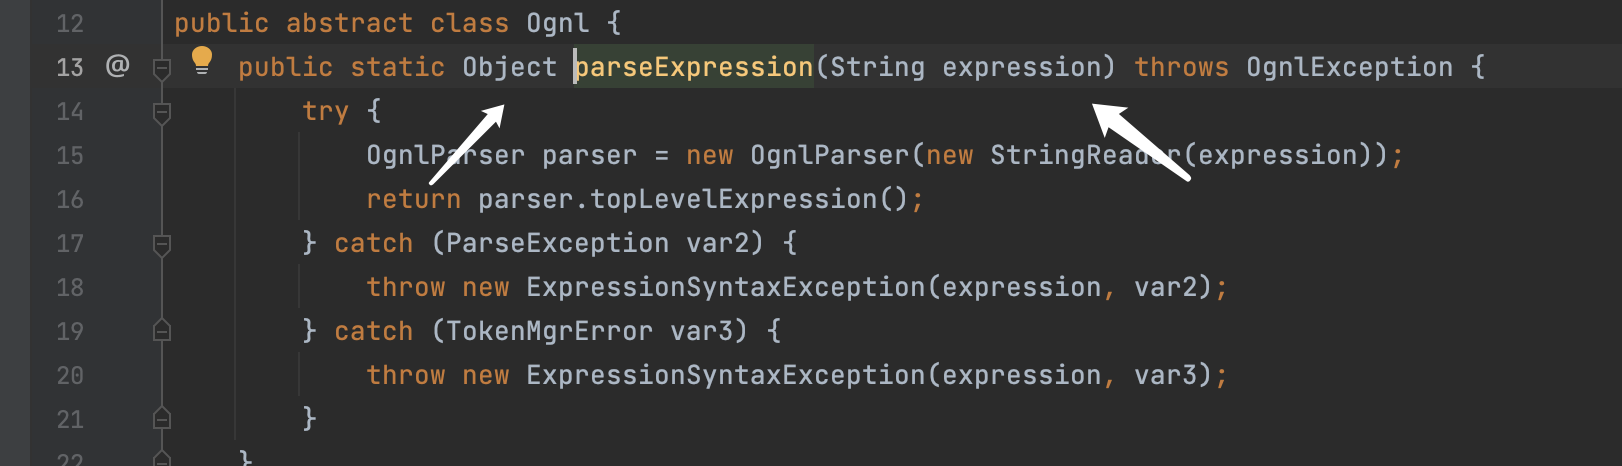 12 public abstract class Ognl {
13 @ public static Object parseExpression(String expression) throws OgnlException {
14 try {
15 OgnlParser parser = new OgnlParser(new StringReader(expression));
16 return parser.topLevelExpression();
17 } catch (ParseException var2) {
18 throw new ExpressionSyntaxException(expression, var2);
19 } catch (TokenMgrError var3) {
20 throw new ExpressionSyntaxException(expression, var3);
21 }
22 }